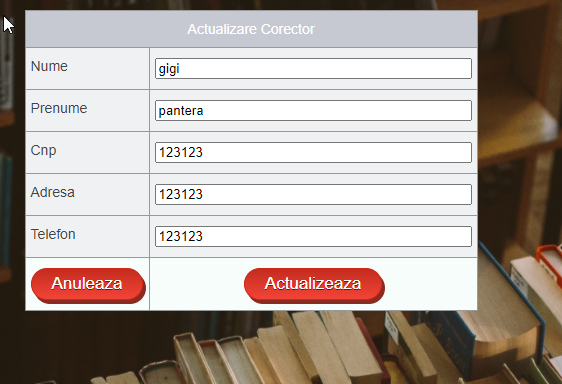 Actualizare Corector
Nume gigi
Prenume pantera
Cnp 123123
Adresa 123123
Telefon 123123
Anuleaza Actualizeaza